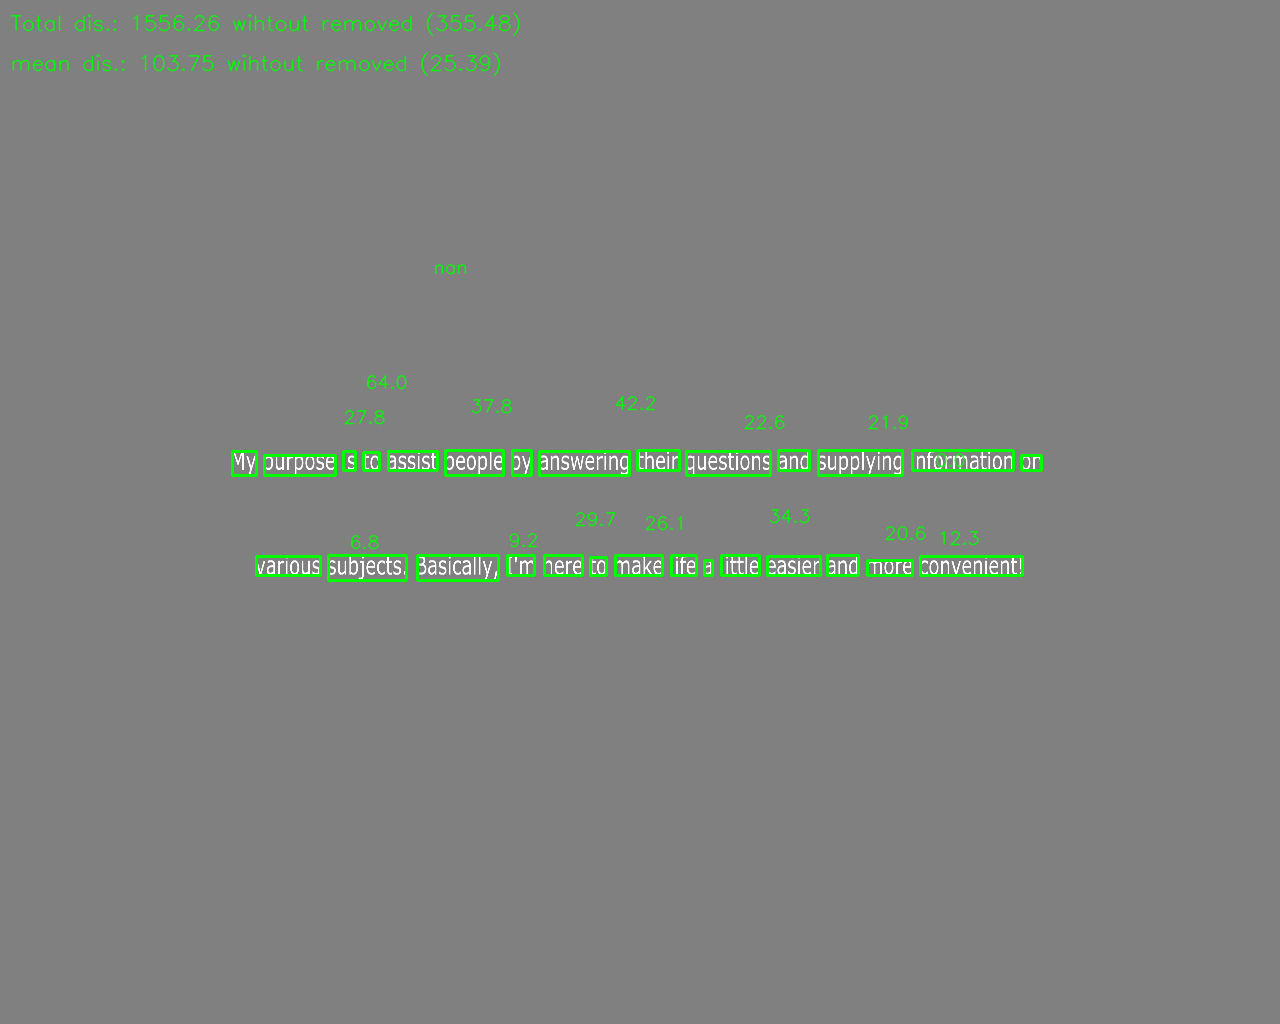 Total dis.: 1556.26 wihtout removed (355.48)
mean dis.: 103.75 wihtout removed (25.39)
nan
64.0
27.8 37.8 42.2 22.6 21.9
My purpose is to assist people by answering their questions and supplying information on
6.8 9.2 29.7 26.1 34.3 20.6 12.3
various subjects. Basically, I'm here to make life a little easier and more convenient!